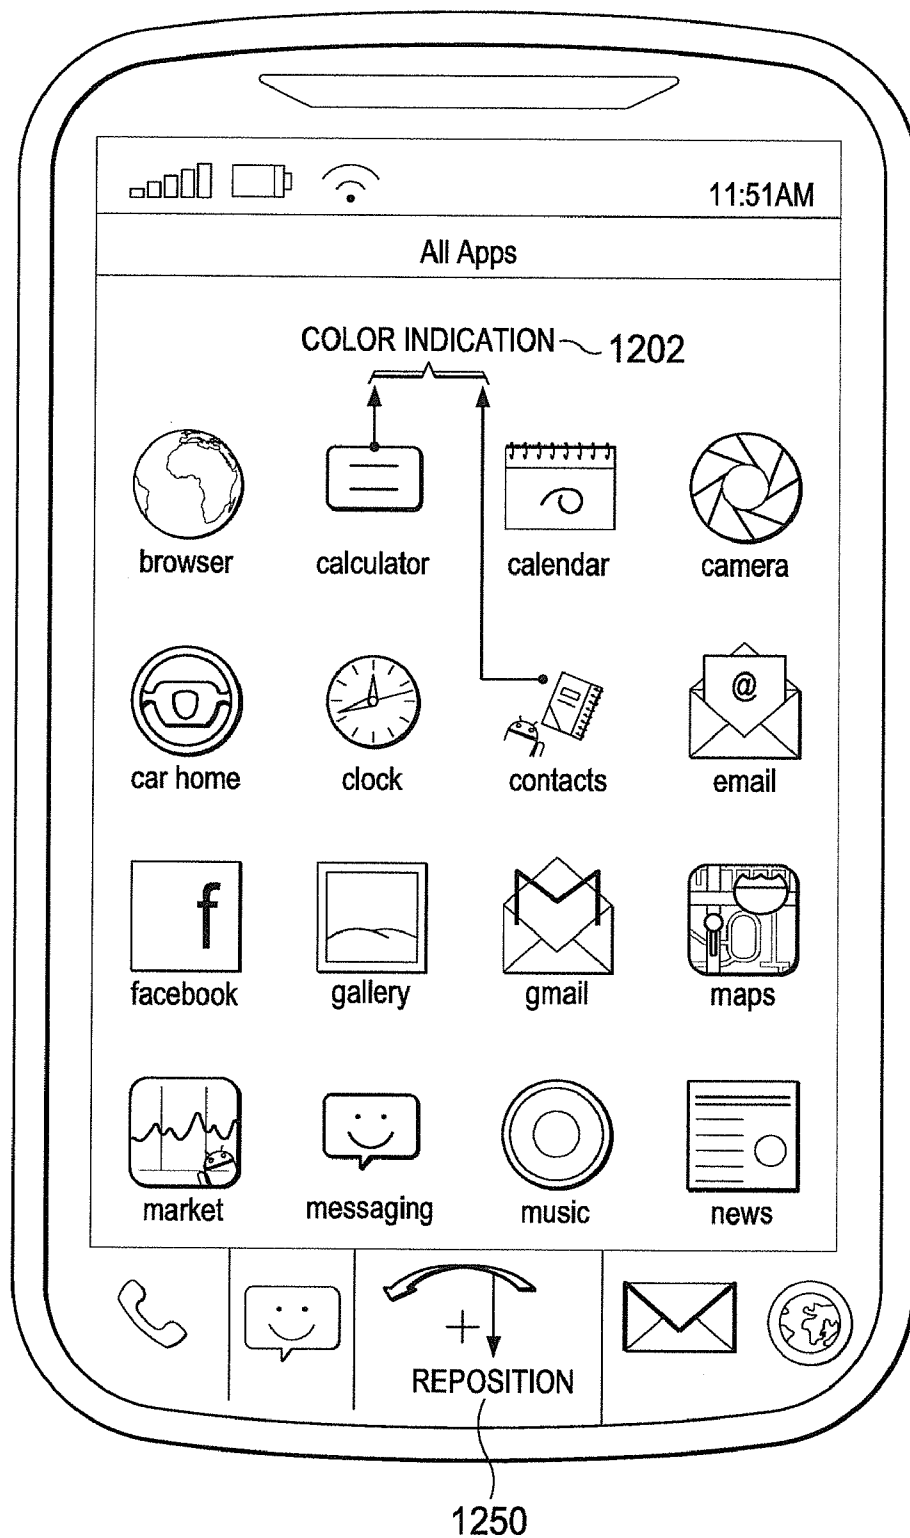 11:51AM
All Apps
COLOR INDICATION 1202
browser calculator calendar camera
@
car home clock contacts email
f
facebook gallery gmail maps
market messaging music news
+
REPOSITION
1250